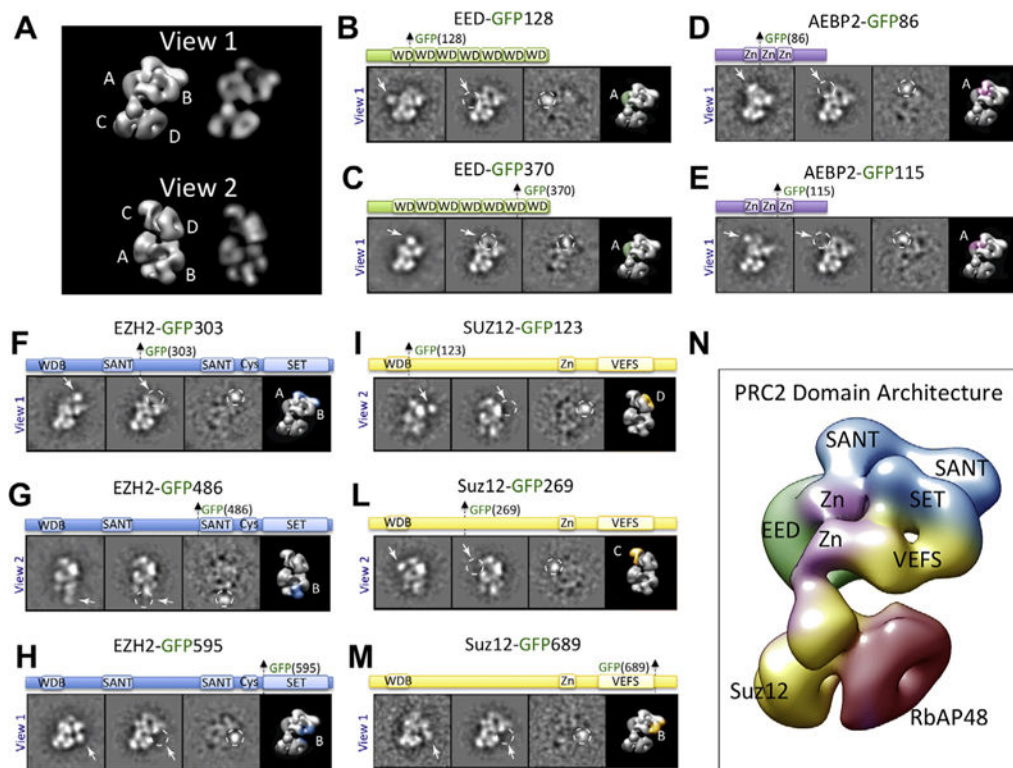 A
View 1
A
B
C
D
View 2
C
D
A
B
B
EED-GFP128
GFP(128)
WD WD WD WD WD WD WD
View 1
A
C
EED-GFP370
GFP(370)
WD WD WD WD WD WD WD
View 1
A
D
AEBP2-GFP86
GFP(86)
Zn Zn Zn
View 1
A
E
AEBP2-GFP115
GFP(115)
Zn Zn Zn
View 1
A
F
EZH2-GFP303
GFP(303)
WDB SANT SANT Cys SET
View 1
A
B
G
EZH2-GFP486
GFP(486)
WDB SANT SANT Cys SET
View 2
B
H
EZH2-GFP595
GFP(595)
WDB SANT SANT Cys SET
View 1
B
I
SUZ12-GFP123
GFP(123)
WDB Zn VEFS
View 2
D
L
Suz12-GFP269
GFP(269)
WDB Zn VEFS
View 2
C
M
Suz12-GFP689
GFP(689)
WDB Zn VEFS
View 1
B
N
PRC2 Domain Architecture
SANT
SANT
Zn
SET
EED
Zn
VEFS
Suz12
RbAP48